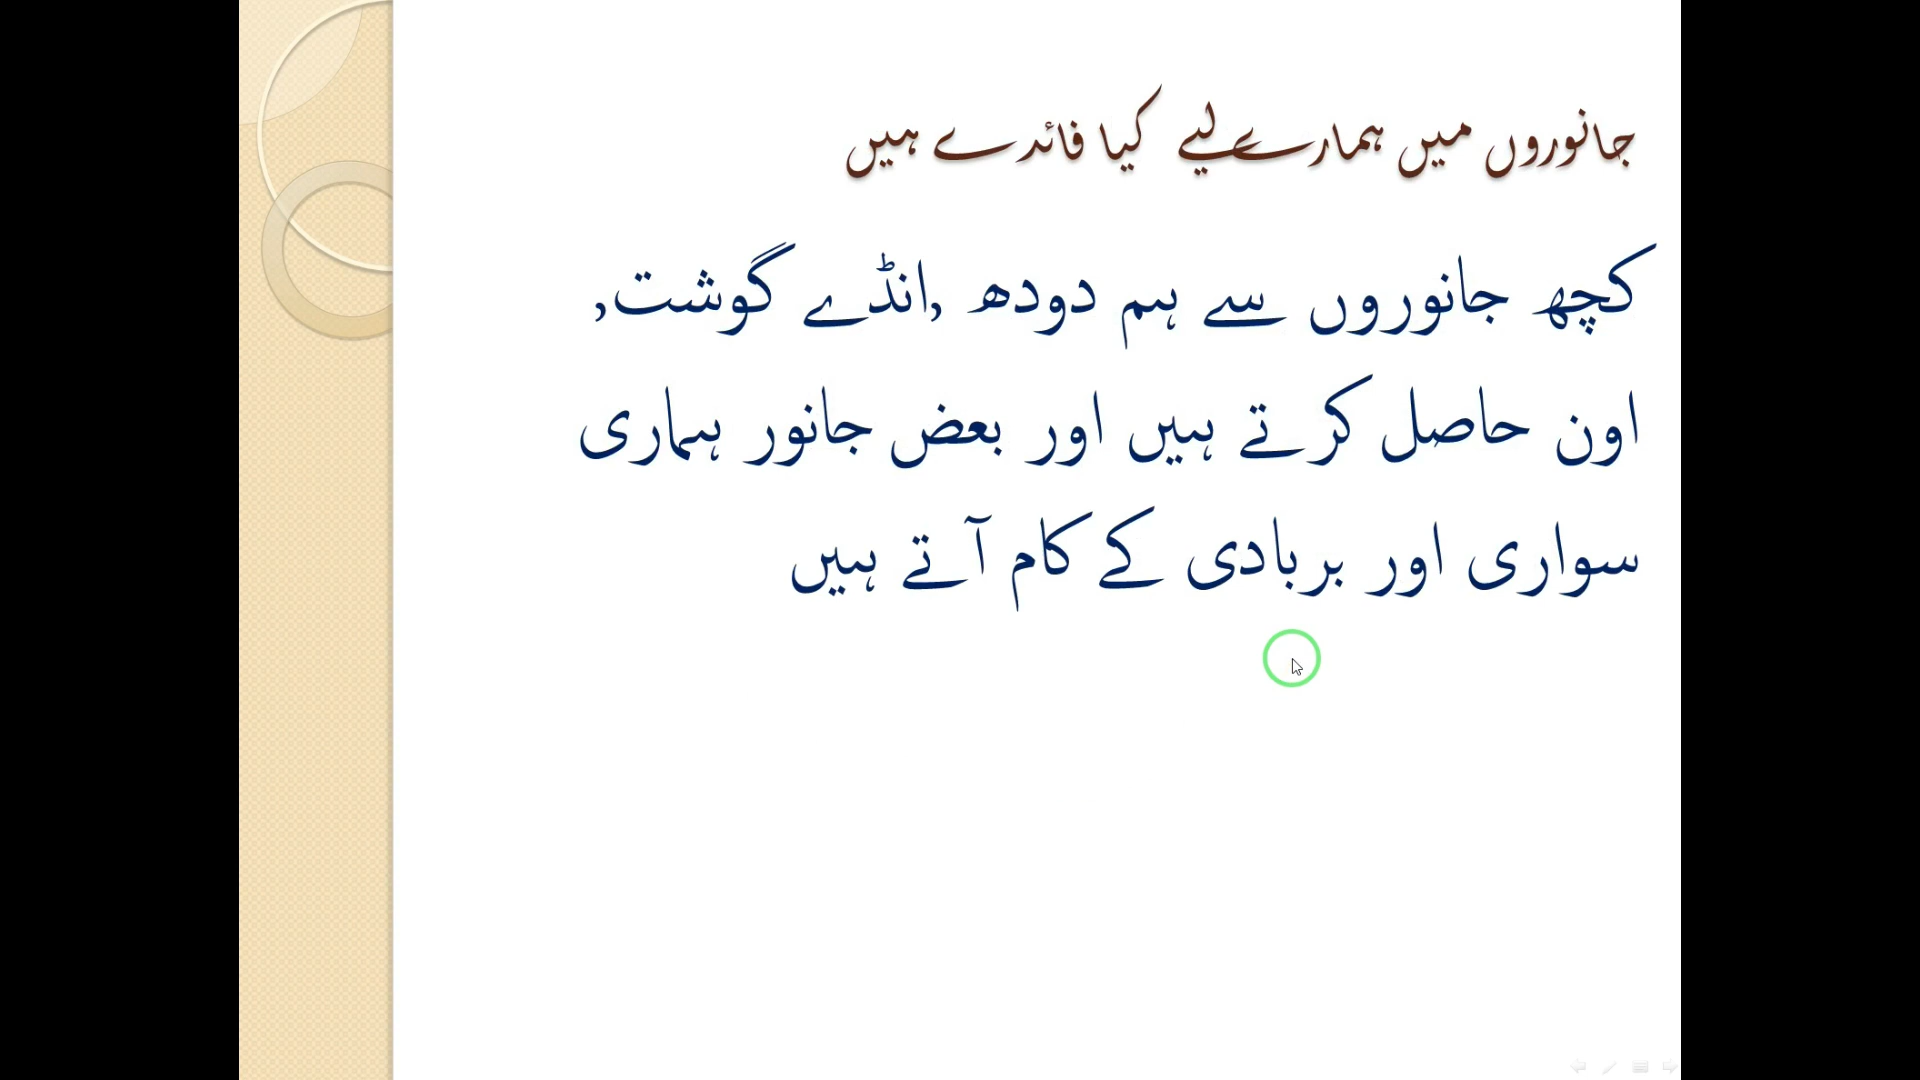 جانوروں میں ہمارے لیے کیا فائدے ہیں
کچھ جانوروں سے ہم دودھ ,انڈے گوشت,
اون حاصل کرتے ہیں اور بعض جانور ہماری
سواری اور بربادی کے کام آتے ہیں